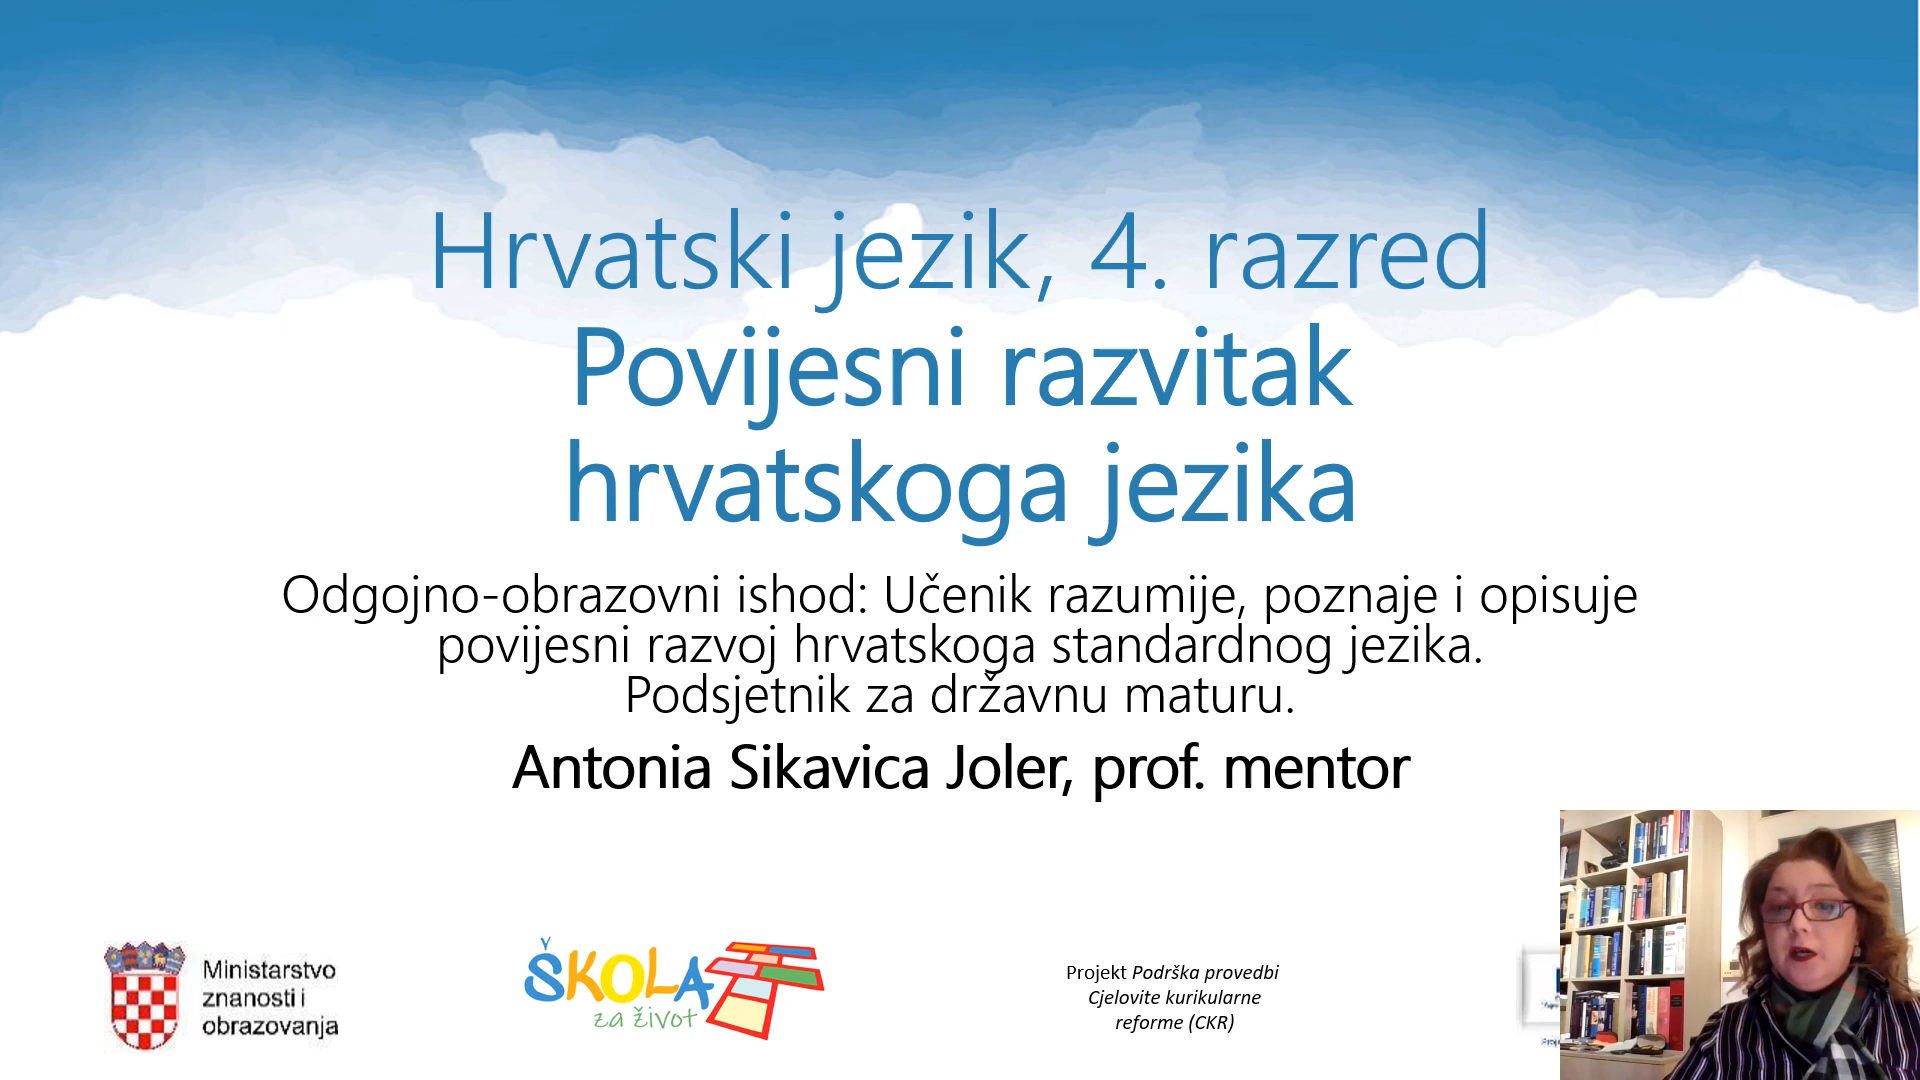 Hrvatski jezik, 4. razred
Povijesni razvitak
hrvatskoga jezika
Odgojno-obrazovni ishod: Učenik razumije, poznaje i opisuje
povijesni razvoj hrvatskoga standardnog jezika.
Podsjetnik za državnu maturu.
Antonia Sikavica Joler, prof. mentor
Ministarstvo
znanosti i
obrazovanja
ŠKOLA
za život
Projekt Podrška provedbi
Cjelovite kurikularne
reforme (CKR)